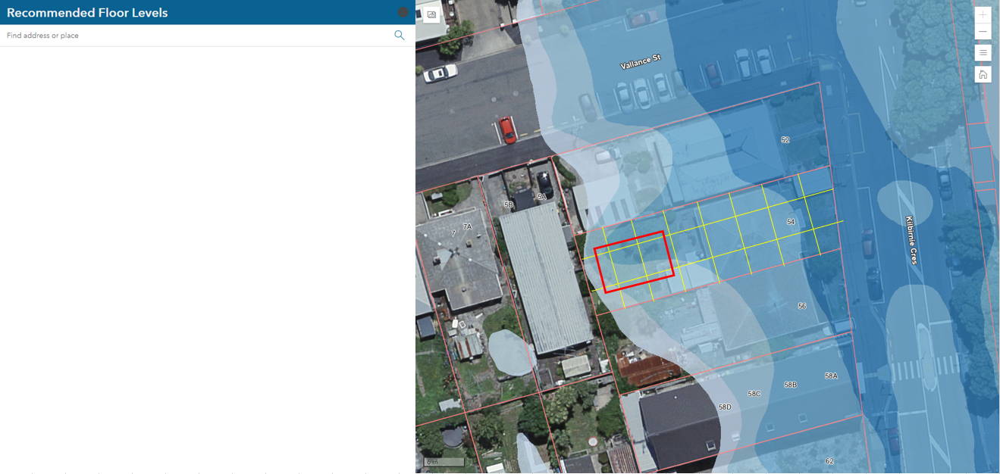 Recommended Floor Levels
Find address or place
Vallance St
52
5A
5B
7A
7
54
Kilbirnie Cres
56
58A
58B
58C
58D
62
6 m